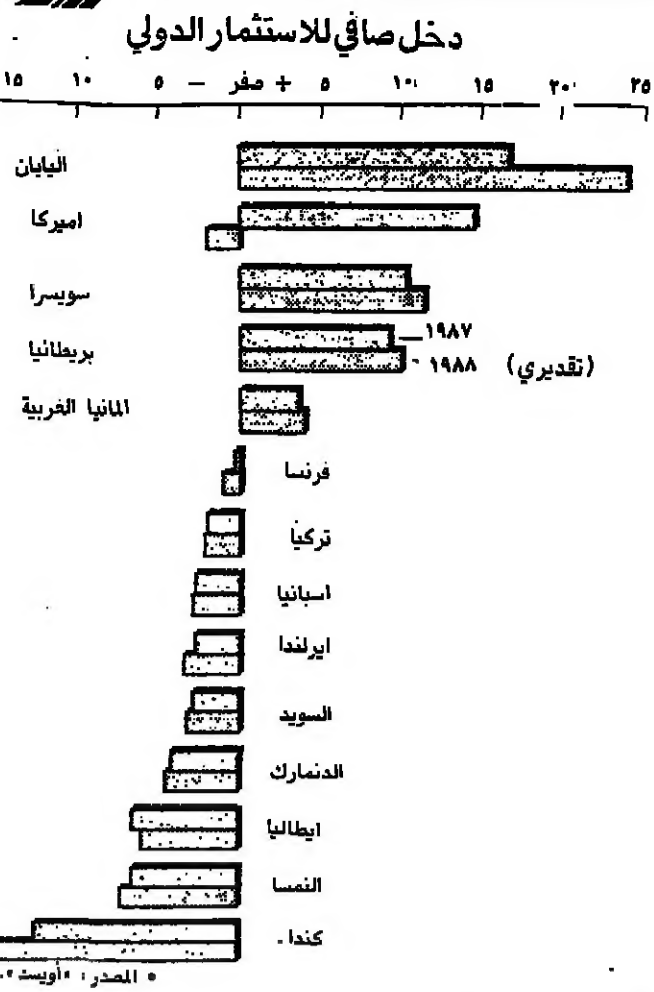 دخل صافي للاستثمار الدولي
١٥ ١٠ ٥ — صفر + ٥ ١٠ ١٥ ٢٠ ٢٥
اليابان
اميركا
سويسرا
بريطانيا
١٩٨٧
١٩٨٨ (تقديري)
المانيا الغربية
فرنسا
تركيا
اسبانيا
ايرلندا
السويد
الدنمارك
ايطاليا
النمسا
كندا
* المصدر: «أويست».